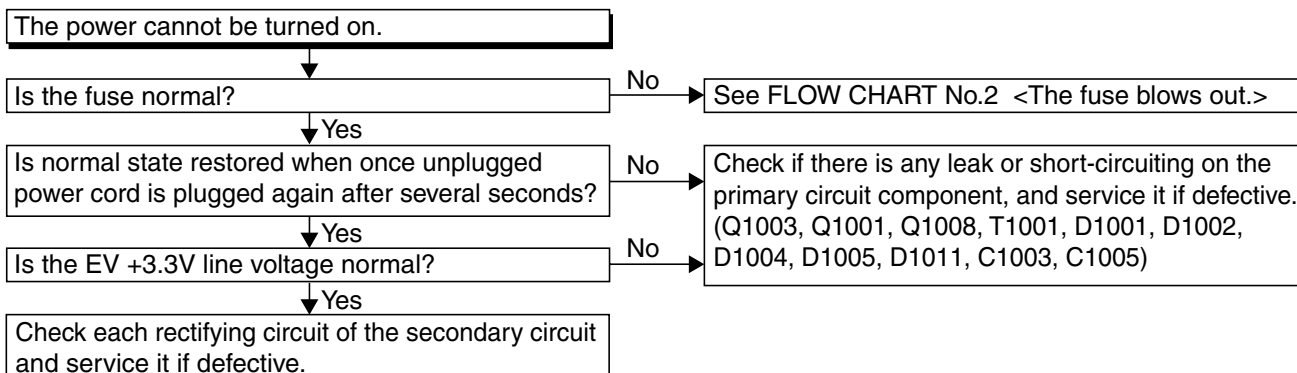 The power cannot be turned on.
Is the fuse normal?
No
See FLOW CHART No.2 <The fuse blows out.>
Yes
Is normal state restored when once unplugged
power cord is plugged again after several seconds?
No
Check if there is any leak or short-circuiting on the
primary circuit component, and service it if defective.
(Q1003, Q1001, Q1008, T1001, D1001, D1002,
D1004, D1005, D1011, C1003, C1005)
Yes
Is the EV +3.3V line voltage normal?
No
Yes
Check each rectifying circuit of the secondary circuit
and service it if defective.